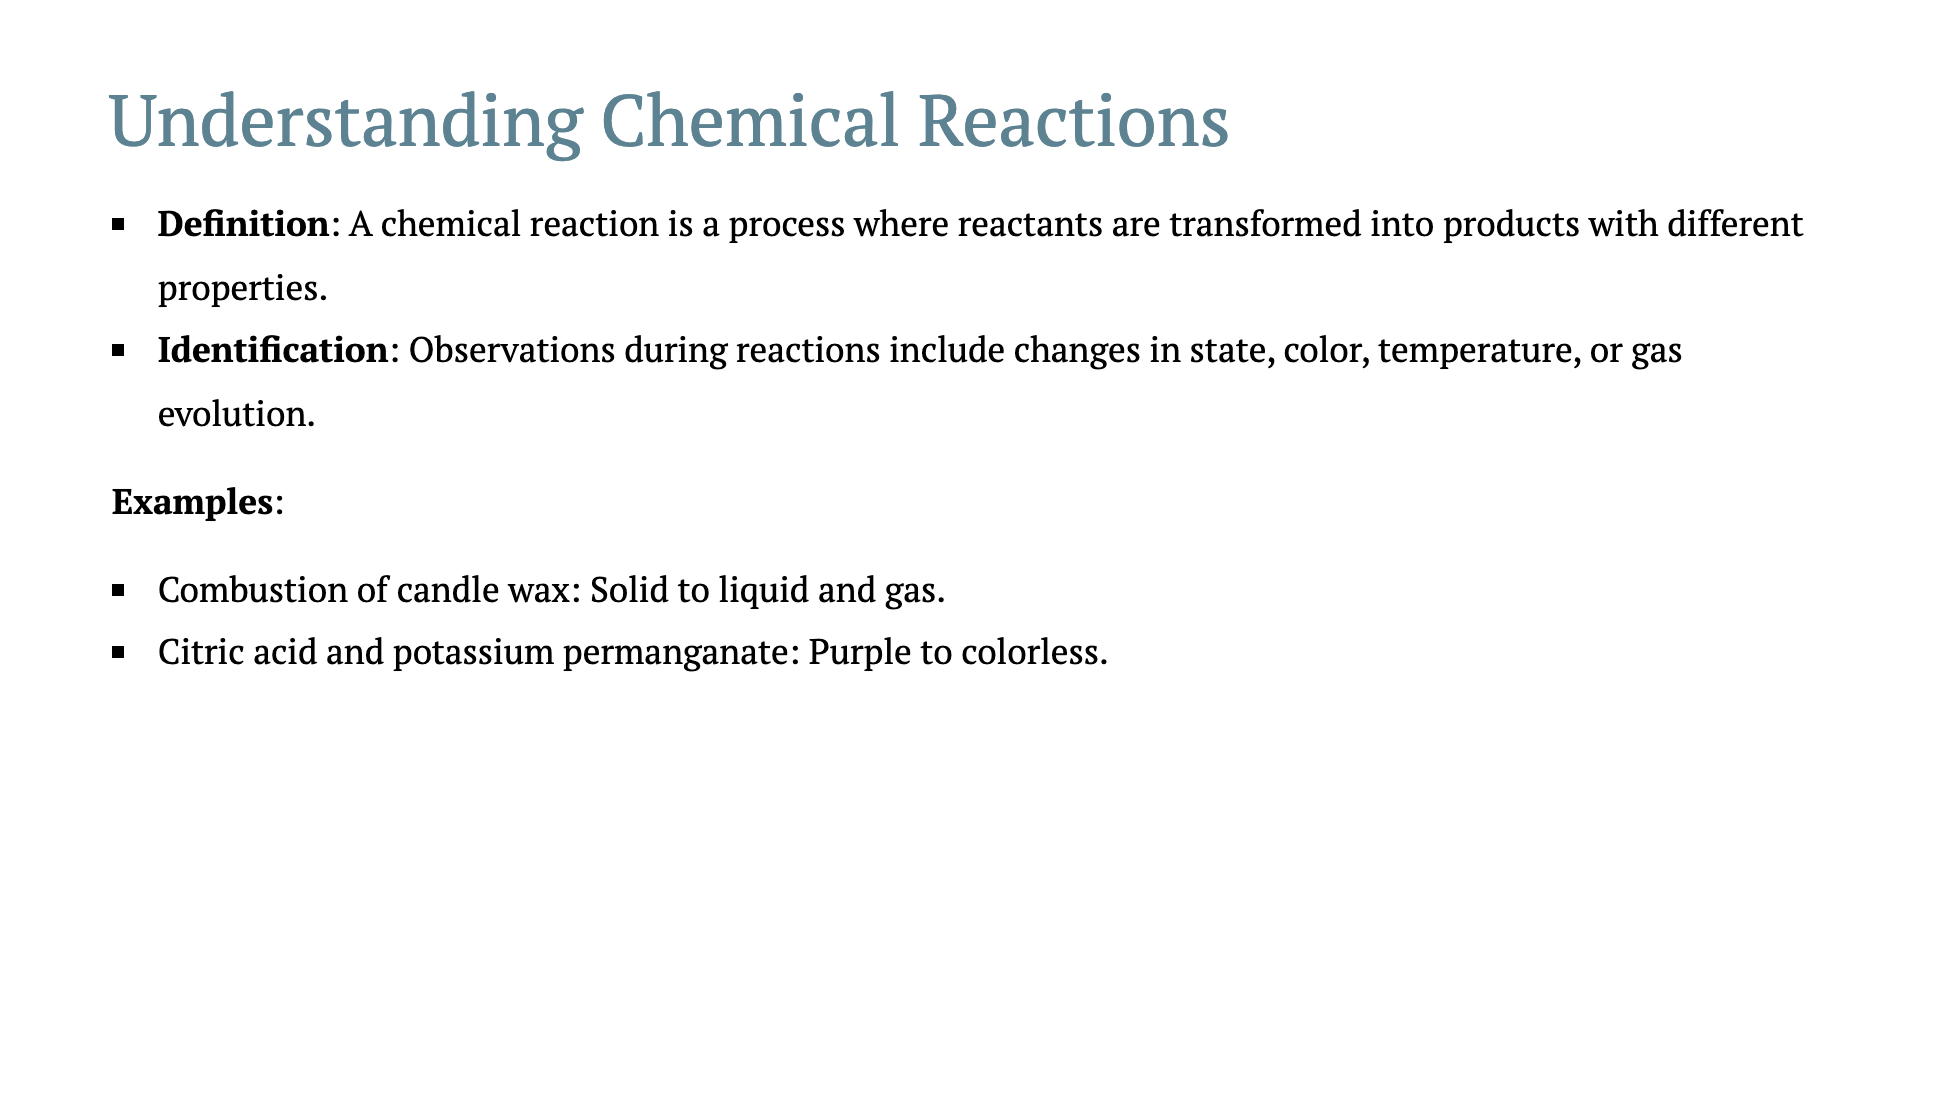 Understanding Chemical Reactions
▪ Definition: A chemical reaction is a process where reactants are transformed into products with different
properties.
▪ Identification: Observations during reactions include changes in state, color, temperature, or gas
evolution.
Examples:
▪ Combustion of candle wax: Solid to liquid and gas.
▪ Citric acid and potassium permanganate: Purple to colorless.